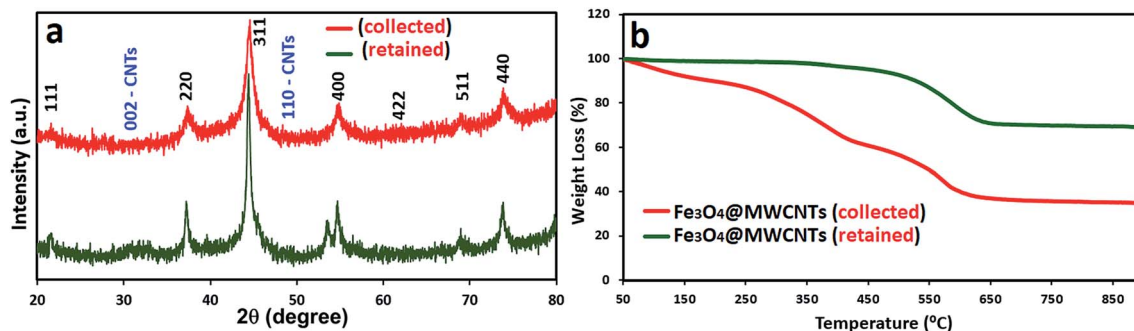 a
(collected)
(retained)
111
002 - CNTs
220
311
110 - CNTs
400
422
511
440
Intensity (a.u.)
20 30 40 50 60 70 80
2θ (degree)
b
120
100
80
60
40
20
0
Weight Loss (%)
Fe₃O₄@MWCNTs (collected)
Fe₃O₄@MWCNTs (retained)
50 150 250 350 450 550 650 750 850
Temperature (⁰C)